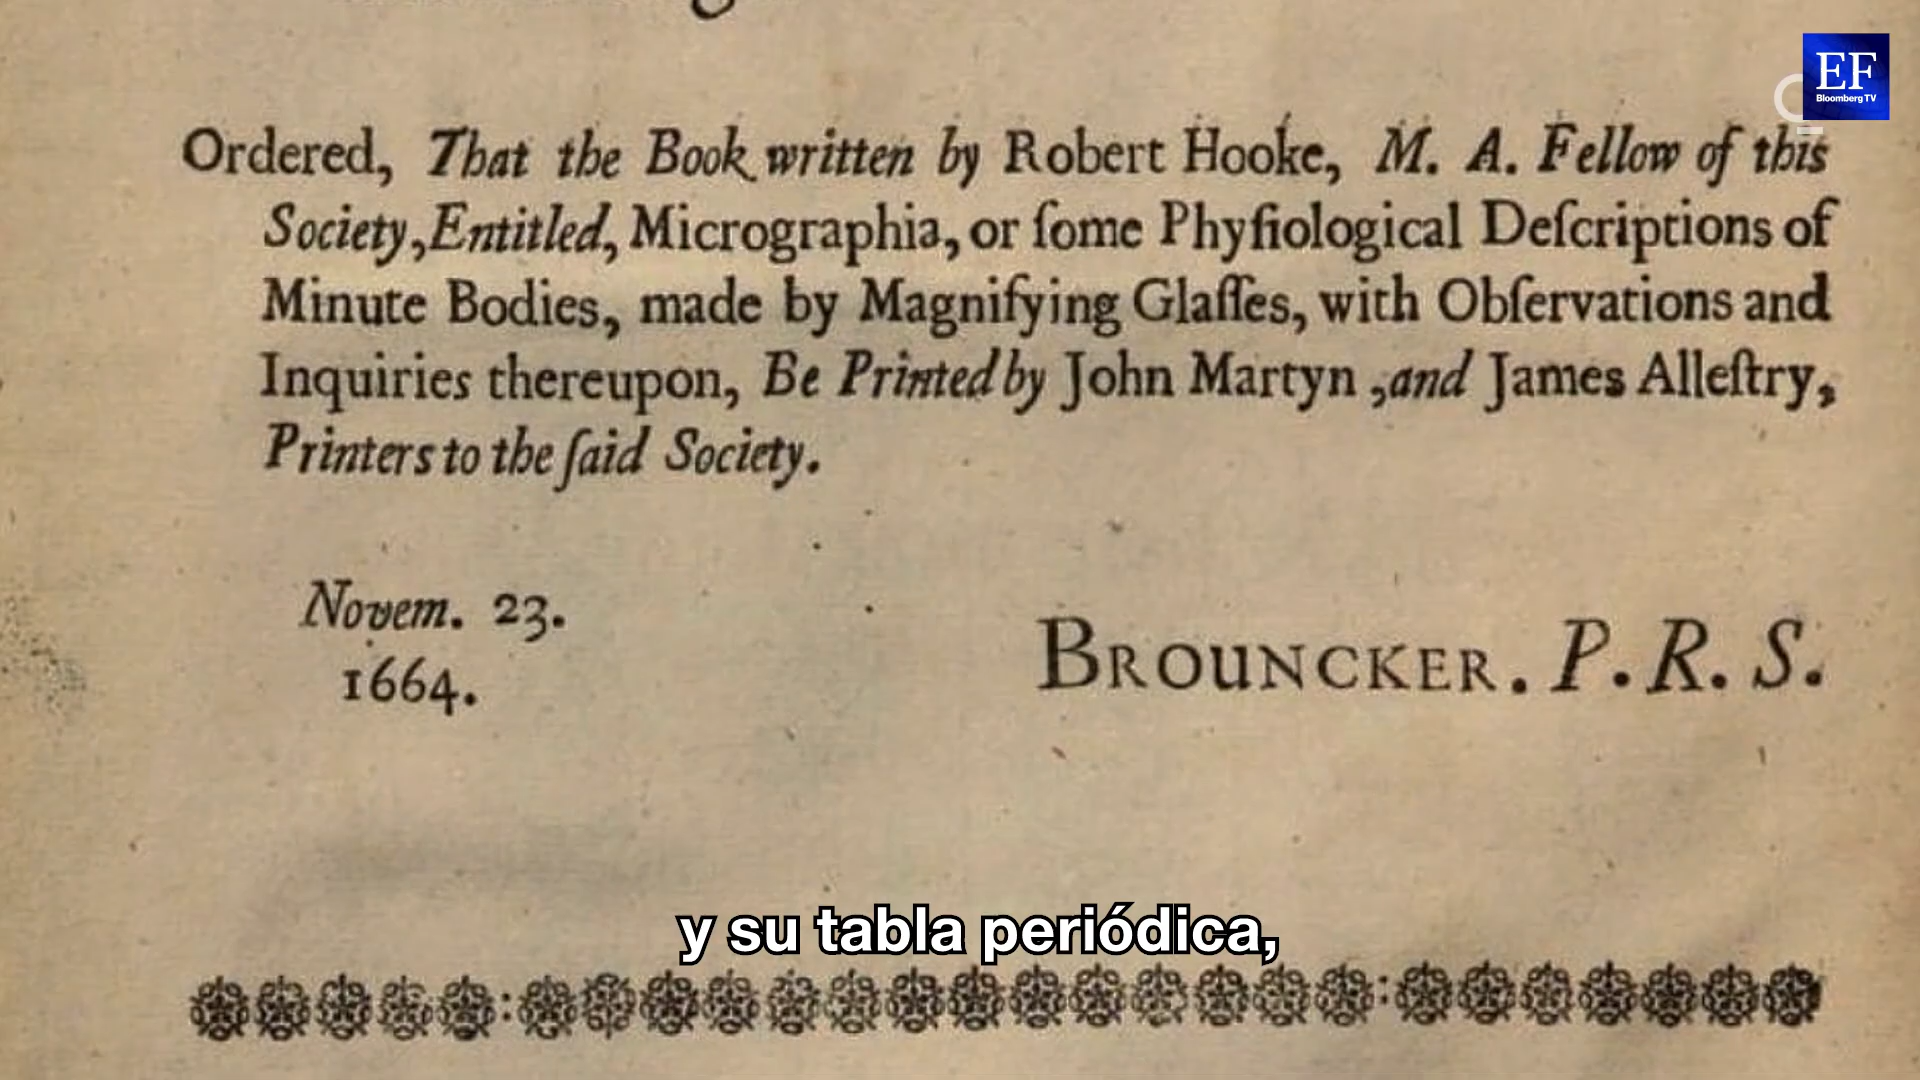 Ordered, That the Book written by Robert Hooke, M. A. Fellow of this
Society, Entitled, Micrographia, or ſome Phyſiological Deſcriptions of
Minute Bodies, made by Magnifying Glaſſes, with Obſervations and
Inquiries thereupon, Be Printed by John Martyn, and James Alleſtry,
Printers to the ſaid Society.
Novem. 23.
1664.
BROUNCKER. P. R. S.
EF
Bloomberg TV
y su tabla periódica,